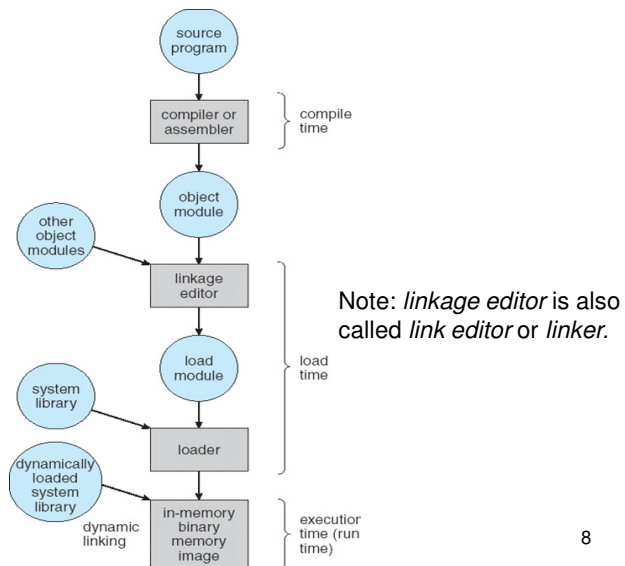 source
program
compiler or
assembler
compile
time
object
module
other
object
modules
linkage
editor
Note: linkage editor is also
called link editor or linker.
load
module
load
time
system
library
loader
dynamically
loaded
system
library
dynamic
linking
in-memory
binary
memory
image
execution
time (run
time)
8